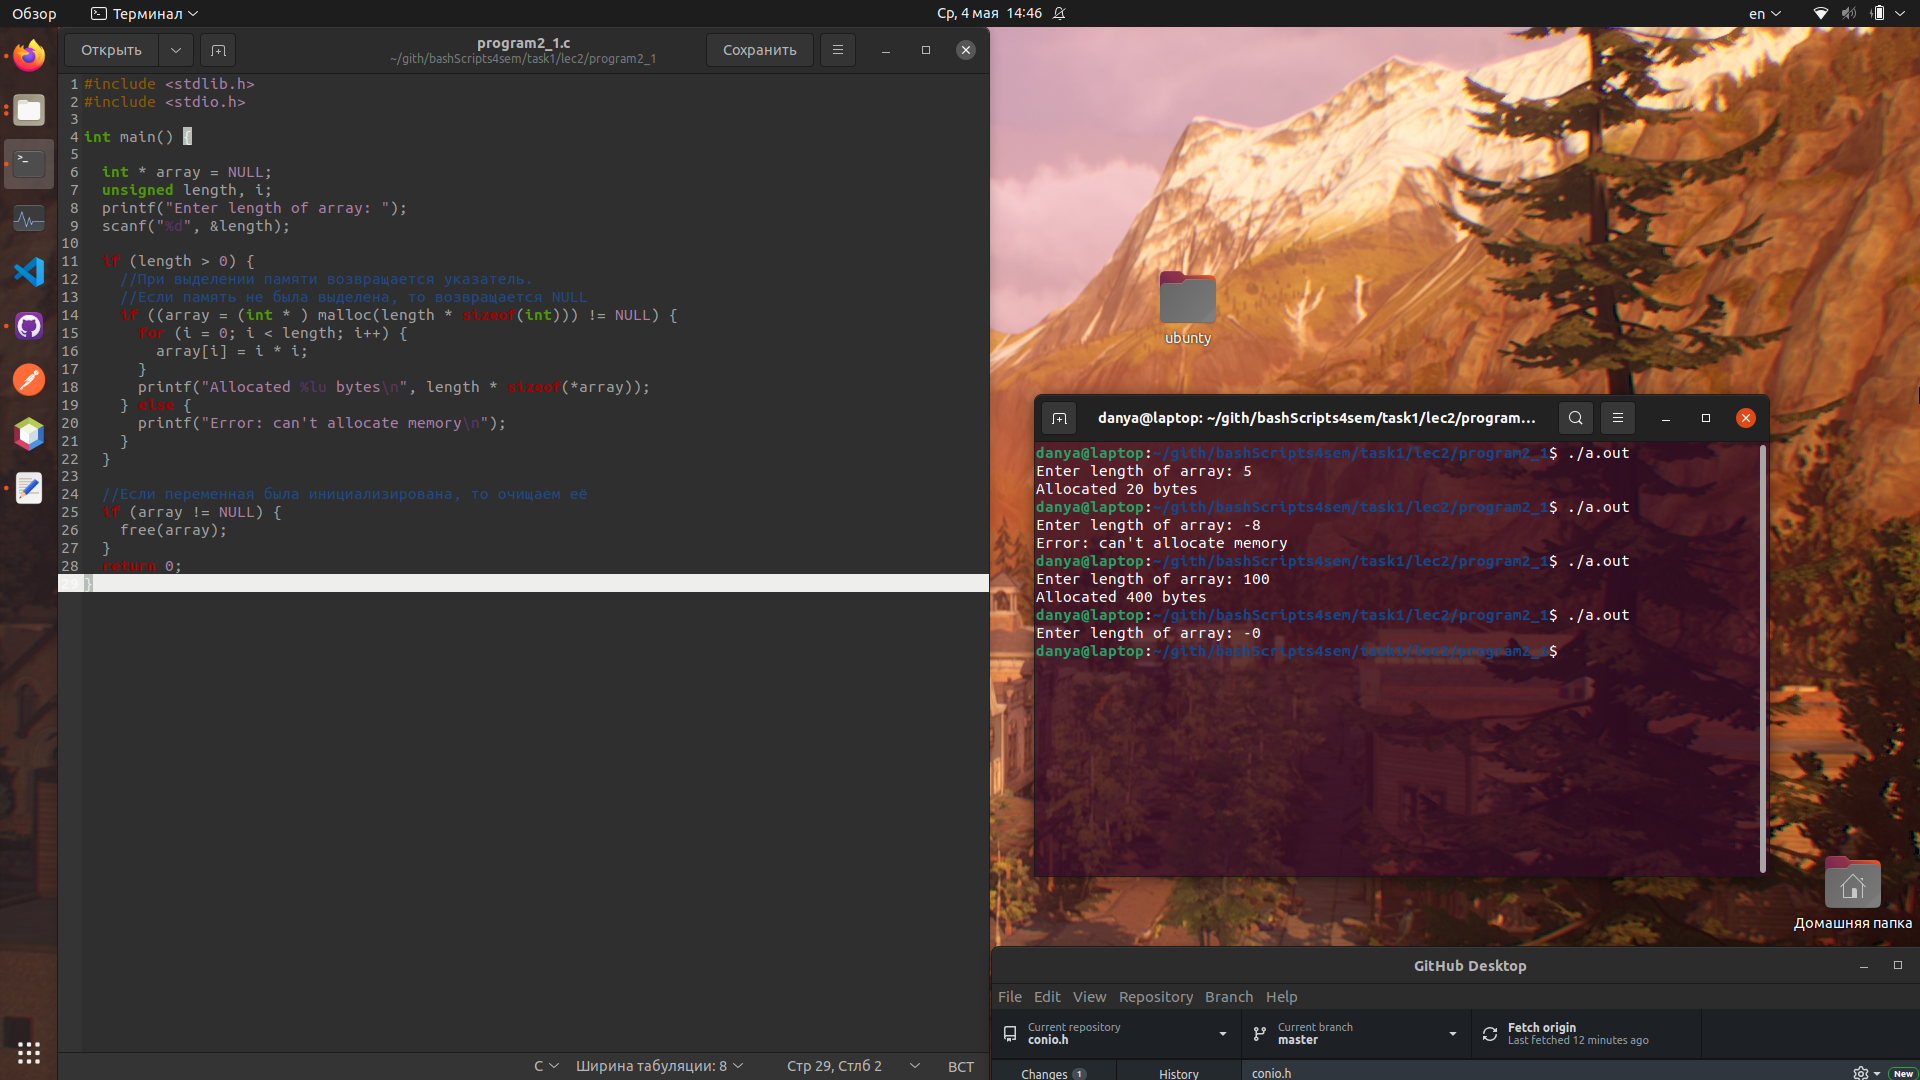 Обзор
Терминал
Ср, 4 мая 14:46
en
Открыть
program2_1.c
~/gith/bashScripts4sem/task1/lec2/program2_1
Сохранить
1 #include <stdlib.h>
2 #include <stdio.h>
3
4 int main() {
5
6   int * array = NULL;
7   unsigned length, i;
8   printf("Enter length of array: ");
9   scanf("%d", &length);
10
11   if (length > 0) {
12     //При выделении памяти возвращается указатель.
13     //Если память не была выделена, то возвращается NULL
14     if ((array = (int * ) malloc(length * sizeof(int))) != NULL) {
15       for (i = 0; i < length; i++) {
16         array[i] = i * i;
17       }
18       printf("Allocated %lu bytes\n", length * sizeof(*array));
19     } else {
20       printf("Error: can't allocate memory\n");
21     }
22   }
23
24   //Если переменная была инициализирована, то очищаем её
25   if (array != NULL) {
26     free(array);
27   }
28   return 0;
29 }
C
Ширина табуляции: 8
Стр 29, Стлб 2
ВСТ
ubunty
danya@laptop: ~/gith/bashScripts4sem/task1/lec2/program...
danya@laptop:~/gith/bashScripts4sem/task1/lec2/program2_1$ ./a.out
Enter length of array: 5
Allocated 20 bytes
danya@laptop:~/gith/bashScripts4sem/task1/lec2/program2_1$ ./a.out
Enter length of array: -8
Error: can't allocate memory
danya@laptop:~/gith/bashScripts4sem/task1/lec2/program2_1$ ./a.out
Enter length of array: 100
Allocated 400 bytes
danya@laptop:~/gith/bashScripts4sem/task1/lec2/program2_1$ ./a.out
Enter length of array: -0
danya@laptop:~/gith/bashScripts4sem/task1/lec2/program2_1$
Домашняя папка
GitHub Desktop
File Edit View Repository Branch Help
Current repository
conio.h
Current branch
master
Fetch origin
Last fetched 12 minutes ago
Changes 1
History
conio.h
New